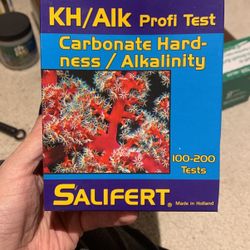 KH/Alk Profi Test
Carbonate Hard-
ness / Alkalinity
100-200
Tests
SALIFERT®
Made in Holland